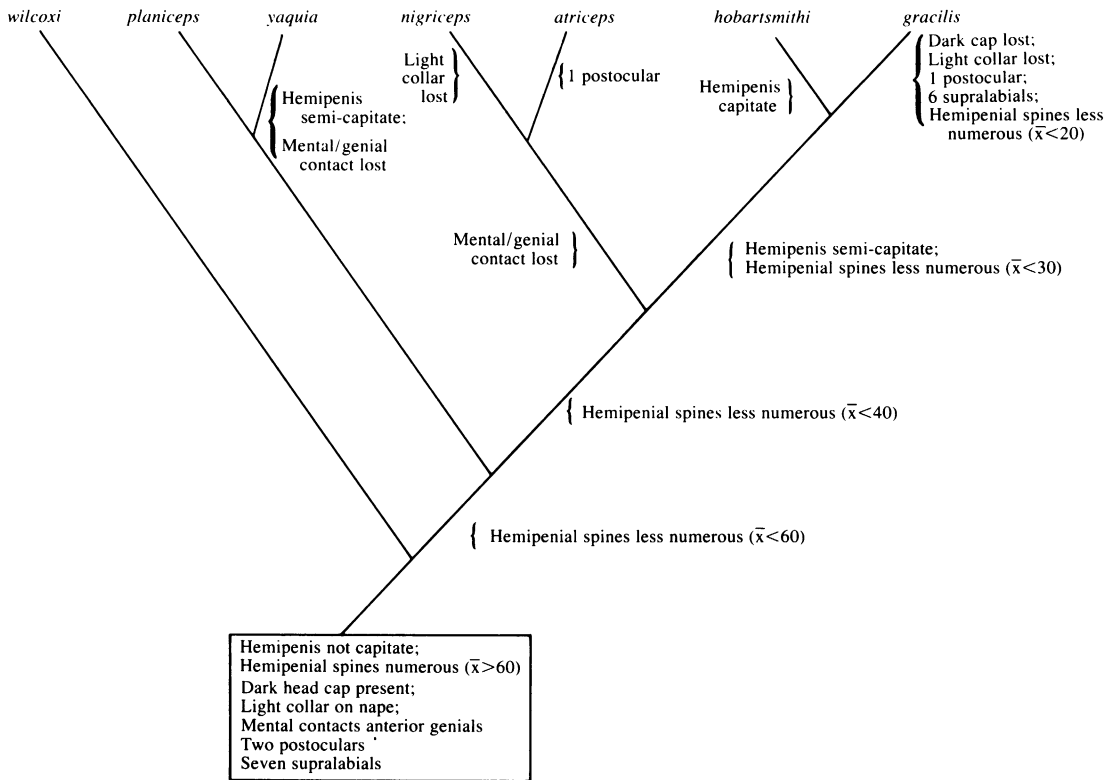 wilcoxi
planiceps
yaquia
nigriceps
atriceps
hobartsmithi
gracilis
Hemipenis
semi-capitate;
Mental/genial
contact lost
Light
collar
lost
1 postocular
Hemipenis
capitate
Dark cap lost;
Light collar lost;
1 postocular;
6 supralabials;
Hemipenial spines less
numerous (x̄<20)
Mental/genial
contact lost
Hemipenis semi-capitate;
Hemipenial spines less numerous (x̄<30)
Hemipenial spines less numerous (x̄<40)
Hemipenial spines less numerous (x̄<60)
Hemipenis not capitate;
Hemipenial spines numerous (x̄>60)
Dark head cap present;
Light collar on nape;
Mental contacts anterior genials
Two postoculars
Seven supralabials